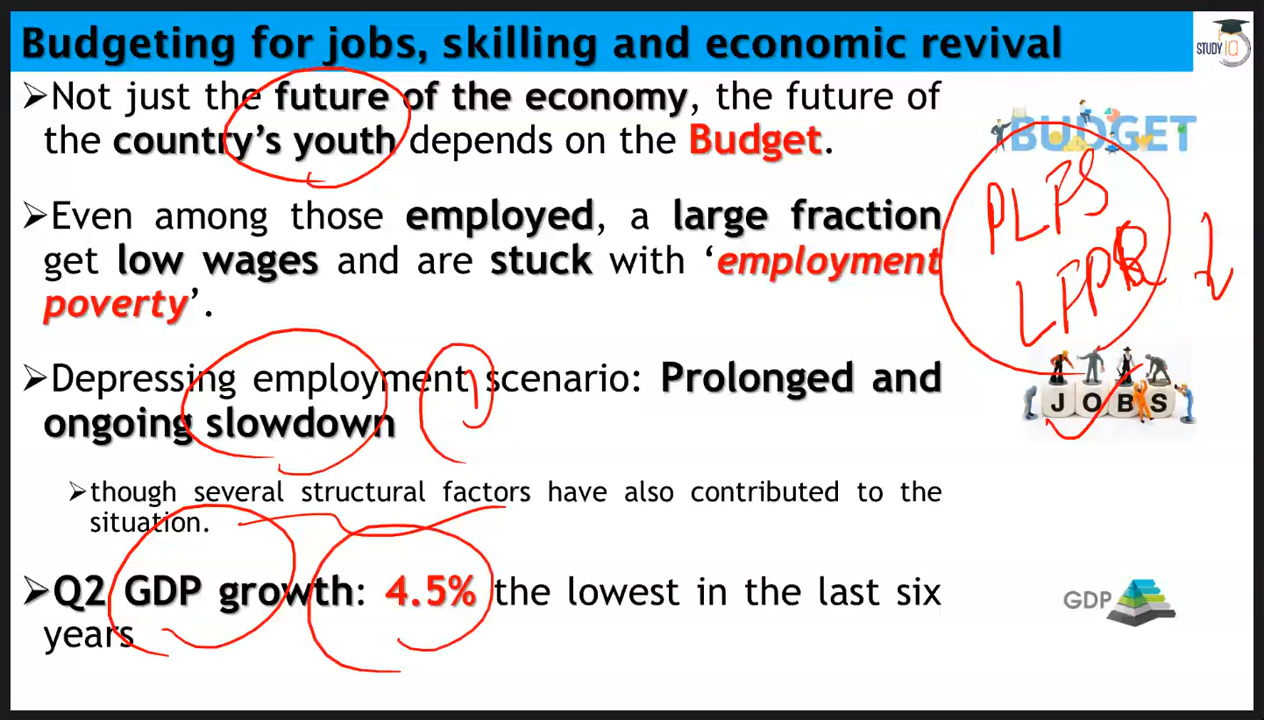 Budgeting for jobs, skilling and economic revival
STUDY IQ
➢Not just the future of the economy, the future of
the country's youth depends on the Budget.
BUDGET
PLFS
➢Even among those employed, a large fraction
get low wages and are stuck with ‘employment
poverty’.
LFPR
➢Depressing employment scenario: Prolonged and
ongoing slowdown
JOBS
➢though several structural factors have also contributed to the
situation.
➢Q2 GDP growth: 4.5% the lowest in the last six
years
GDP